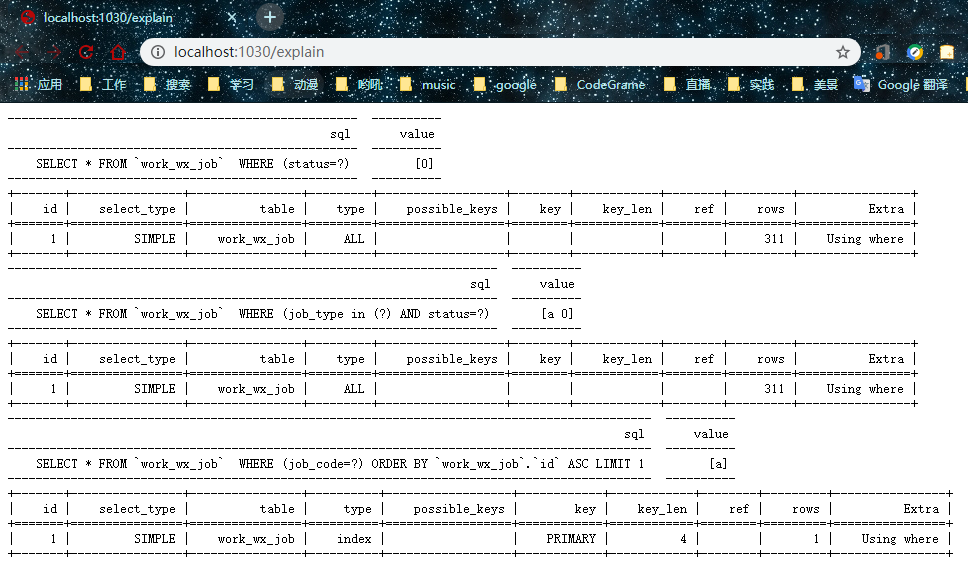 localhost:1030/explain
localhost:1030/explain
应用 工作 搜索 学习 动漫 哟吼 music google CodeGrame 直播 实践 美景 Google 翻译
sql value
SELECT * FROM `work_wx_job`  WHERE (status=?) [0]
| id | select_type | table | type | possible_keys | key | key_len | ref | rows | Extra |
| 1 | SIMPLE | work_wx_job | ALL | | | | | 311 | Using where |
sql value
SELECT * FROM `work_wx_job`  WHERE (job_type in (?) AND status=?) [a 0]
| id | select_type | table | type | possible_keys | key | key_len | ref | rows | Extra |
| 1 | SIMPLE | work_wx_job | ALL | | | | | 311 | Using where |
sql value
SELECT * FROM `work_wx_job`  WHERE (job_code=?) ORDER BY `work_wx_job`.`id` ASC LIMIT 1 [a]
| id | select_type | table | type | possible_keys | key | key_len | ref | rows | Extra |
| 1 | SIMPLE | work_wx_job | index | | PRIMARY | 4 | | 1 | Using where |